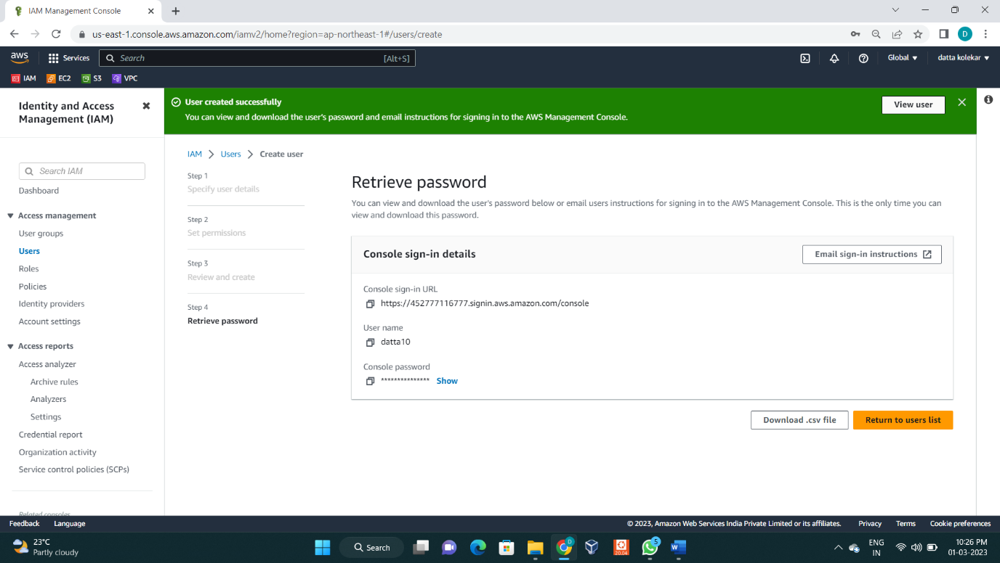 IAM Management Console
us-east-1.console.aws.amazon.com/iamv2/home?region=ap-northeast-1#/users/create
D
aws
Services
Search
[Alt+S]
Global
datta kolekar
IAM
EC2
S3
VPC
Identity and Access
Management (IAM)
Search IAM
Dashboard
Access management
User groups
Users
Roles
Policies
Identity providers
Account settings
Access reports
Access analyzer
Archive rules
Analyzers
Settings
Credential report
Organization activity
Service control policies (SCPs)
Related consoles
User created successfully
You can view and download the user's password and email instructions for signing in to the AWS Management Console.
View user
IAM > Users > Create user
Step 1
Specify user details
Step 2
Set permissions
Step 3
Review and create
Step 4
Retrieve password
Retrieve password
You can view and download the user's password below or email users instructions for signing in to the AWS Management Console. This is the only time you can
view and download this password.
Console sign-in details
Email sign-in instructions
Console sign-in URL
https://452777116777.signin.aws.amazon.com/console
User name
datta10
Console password
*************** Show
Download .csv file
Return to users list
Feedback
Language
© 2023, Amazon Web Services India Private Limited or its affiliates.
Privacy
Terms
Cookie preferences
23°C
Partly cloudy
Search
D
20.04
5
W
ENG
IN
10:26 PM
01-03-2023